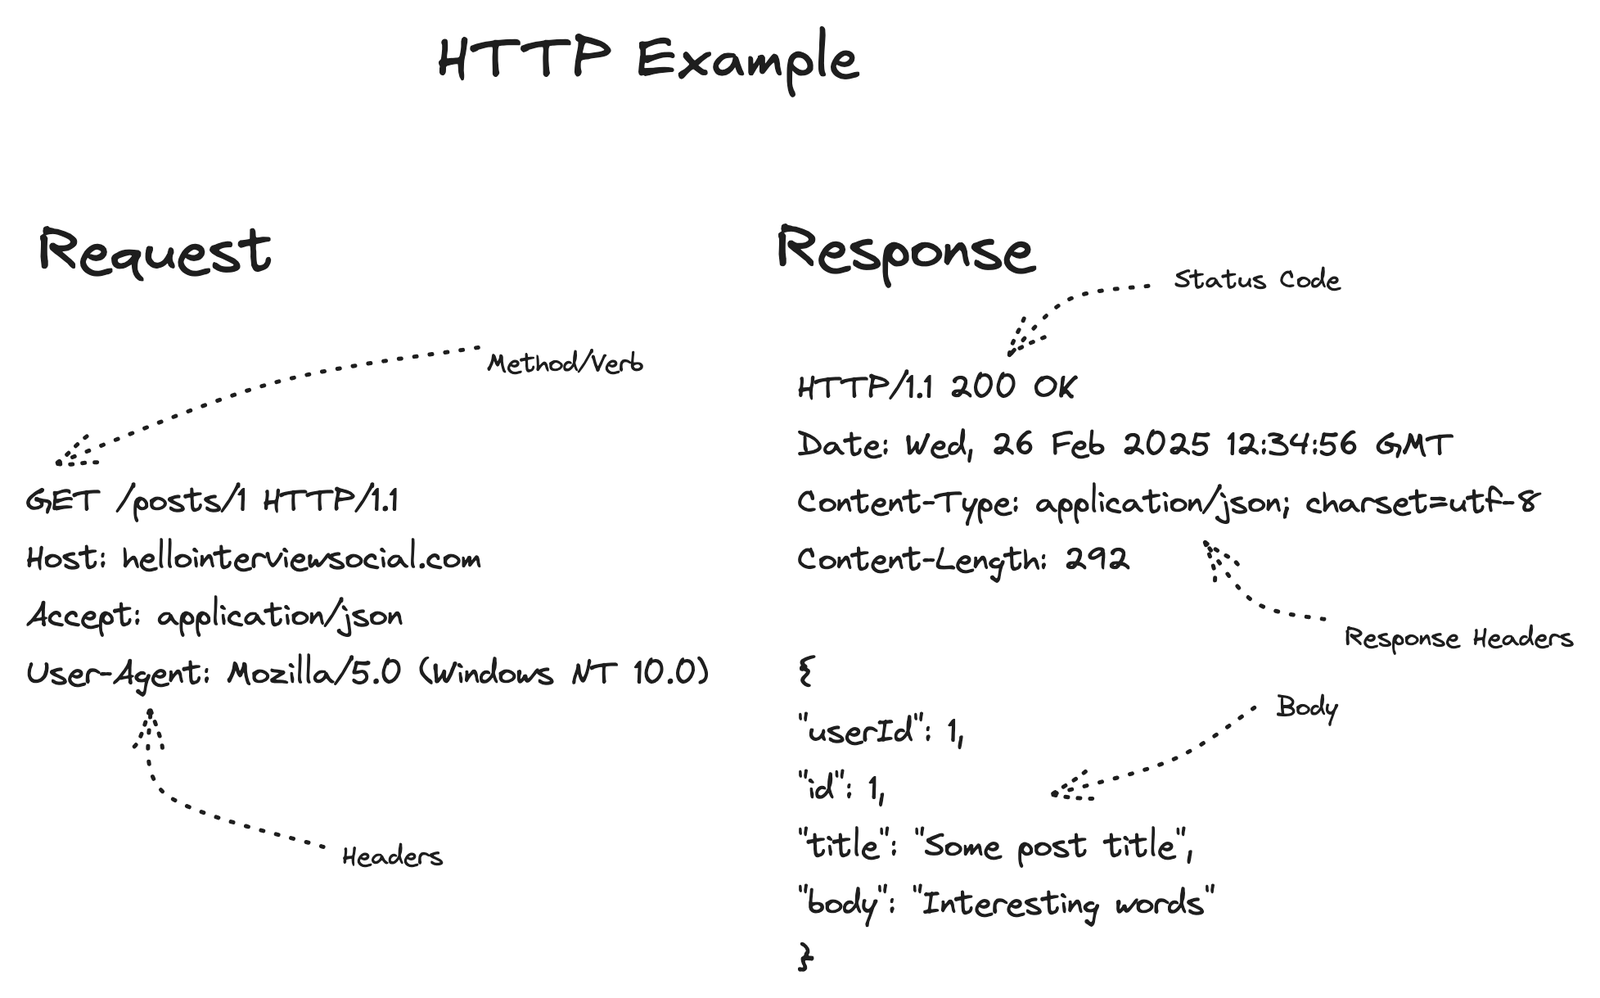 HTTP Example
Request
Method/Verb
GET /posts/1 HTTP/1.1
Host: hellointerviewsocial.com
Accept: application/json
User-Agent: Mozilla/5.0 (Windows NT 10.0)
Headers
Response
Status Code
HTTP/1.1 200 OK
Date: Wed, 26 Feb 2025 12:34:56 GMT
Content-Type: application/json; charset=utf-8
Content-Length: 292
Response Headers
{
Body
"userId": 1,
"id": 1,
"title": "Some post title",
"body": "Interesting words"
}